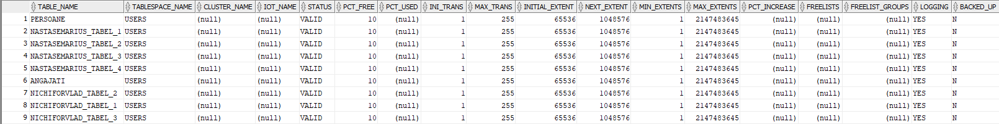 TABLE_NAME TABLESPACE_NAME CLUSTER_NAME IOT_NAME STATUS PCT_FREE PCT_USED INI_TRANS MAX_TRANS INITIAL_EXTENT NEXT_EXTENT MIN_EXTENTS MAX_EXTENTS PCT_INCREASE FREELISTS FREELIST_GROUPS LOGGING BACKED_UP
1 PERSOANE USERS (null) (null) VALID 10 (null) 1 255 65536 1048576 1 2147483645 (null) (null) (null) YES N
2 NASTASEMARIUS_TABEL_1 USERS (null) (null) VALID 10 (null) 1 255 65536 1048576 1 2147483645 (null) (null) (null) YES N
3 NASTASEMARIUS_TABEL_2 USERS (null) (null) VALID 10 (null) 1 255 65536 1048576 1 2147483645 (null) (null) (null) YES N
4 NASTASEMARIUS_TABEL_3 USERS (null) (null) VALID 10 (null) 1 255 65536 1048576 1 2147483645 (null) (null) (null) YES N
5 NASTASEMARIUS_TABEL_4 USERS (null) (null) VALID 10 (null) 1 255 65536 1048576 1 2147483645 (null) (null) (null) YES N
6 ANGAJATI USERS (null) (null) VALID 10 (null) 1 255 65536 1048576 1 2147483645 (null) (null) (null) YES N
7 NICHIFORVLAD_TABEL_2 USERS (null) (null) VALID 10 (null) 1 255 65536 1048576 1 2147483645 (null) (null) (null) YES N
8 NICHIFORVLAD_TABEL_1 USERS (null) (null) VALID 10 (null) 1 255 65536 1048576 1 2147483645 (null) (null) (null) YES N
9 NICHIFORVLAD_TABEL_3 USERS (null) (null) VALID 10 (null) 1 255 65536 1048576 1 2147483645 (null) (null) (null) YES N